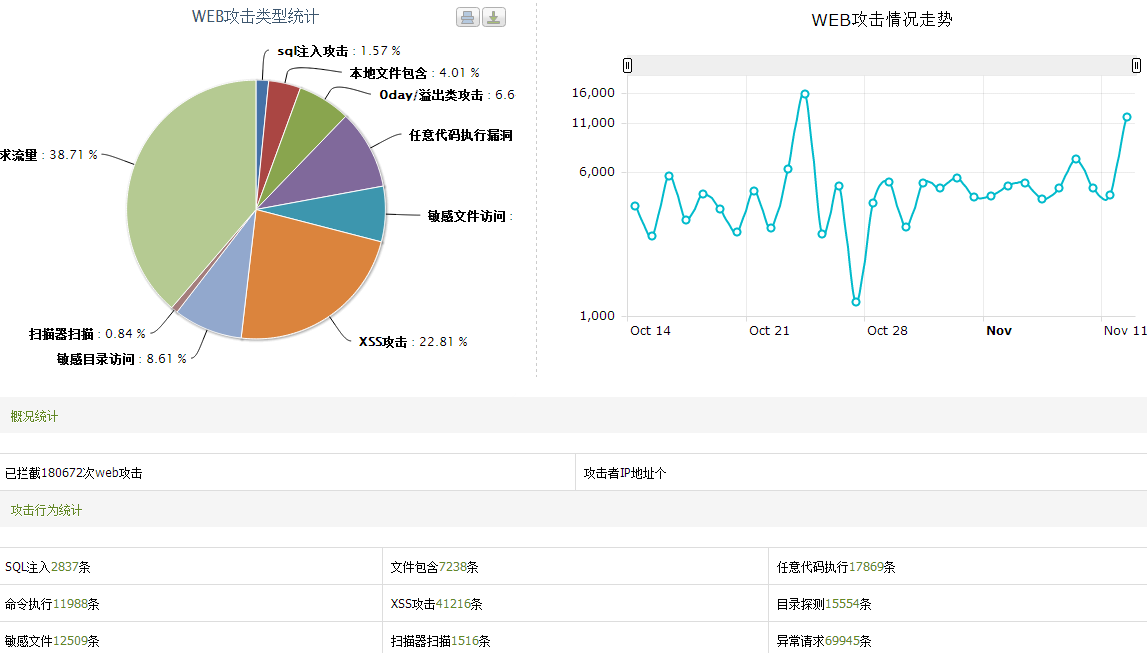 WEB攻击类型统计
sql注入攻击 : 1.57 %
本地文件包含 : 4.01 %
0day/溢出类攻击 : 6.6
任意代码执行漏洞
求流量 : 38.71 %
敏感文件访问 :
扫描器扫描 : 0.84 %
敏感目录访问 : 8.61 %
XSS攻击 : 22.81 %
WEB攻击情况走势
16,000
11,000
6,000
1,000
Oct 14
Oct 21
Oct 28
Nov
Nov 11
概况统计
已拦截180672次web攻击
攻击者IP地址个
攻击行为统计
SQL注入2837条
文件包含7238条
任意代码执行17869条
命令执行11988条
XSS攻击41216条
目录探测15554条
敏感文件12509条
扫描器扫描1516条
异常请求69945条